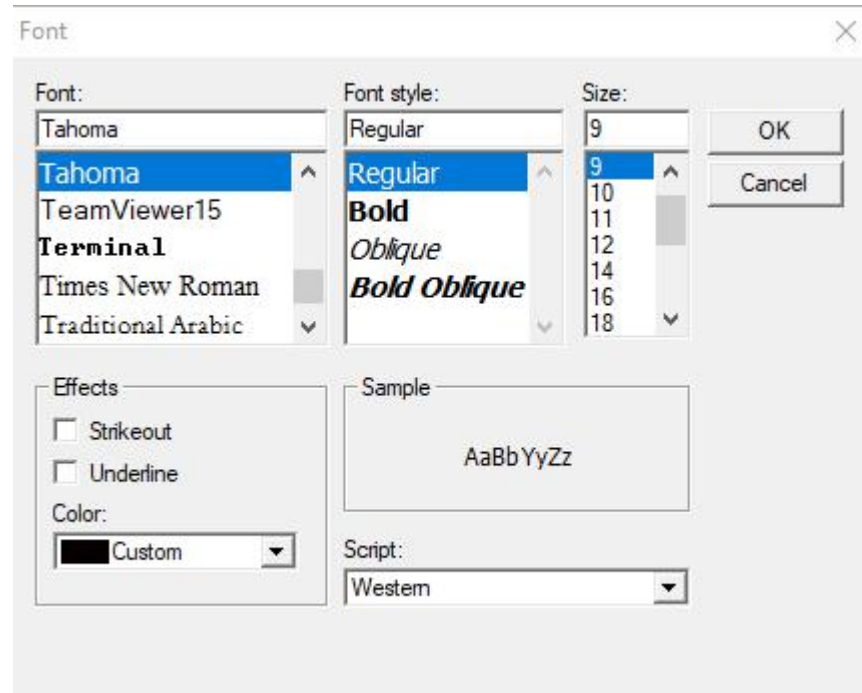 Font
Font:
Tahoma
Tahoma
TeamViewer15
Terminal
Times New Roman
Traditional Arabic
Font style:
Regular
Regular
Bold
Oblique
Bold Oblique
Size:
9
9
10
11
12
14
16
18
OK
Cancel
Effects
Strikeout
Underline
Color:
Custom
Sample
AaBbYyZz
Script:
Western